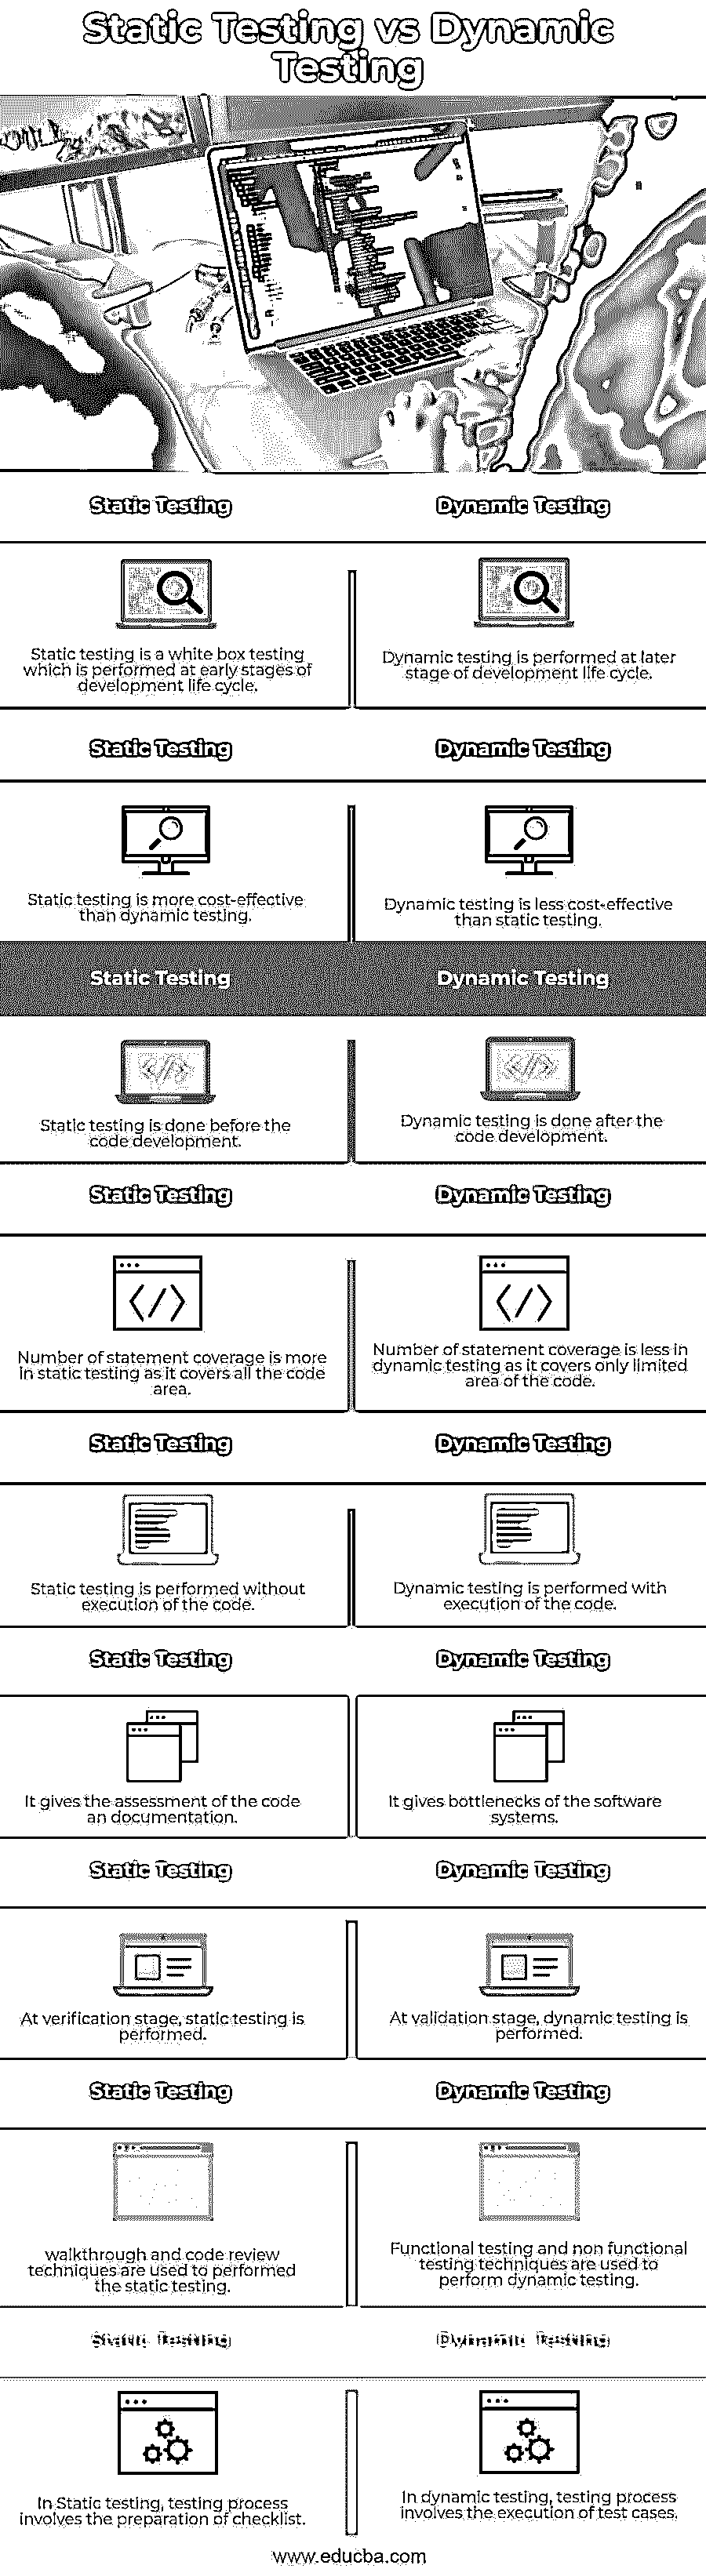 Static Testing vs Dynamic
Testing
Static Testing
Dynamic Testing
Static testing is a white box testing
which is performed at early stages of
development life cycle.
Dynamic testing is performed at later
stage of development life cycle.
Static Testing
Dynamic Testing
Static testing is more cost-effective
than dynamic testing.
Dynamic testing is less cost-effective
than static testing.
Static Testing
Dynamic Testing
Static testing is done before the
code development.
Dynamic testing is done after the
code development.
Static Testing
Dynamic Testing
Number of statement coverage is more
in static testing as it covers all the code
area.
Number of statement coverage is less in
dynamic testing as it covers only limited
area of the code.
Static Testing
Dynamic Testing
Static testing is performed without
execution of the code.
Dynamic testing is performed with
execution of the code.
Static Testing
Dynamic Testing
It gives the assessment of the code
an documentation.
It gives bottlenecks of the software
systems.
Static Testing
Dynamic Testing
At verification stage, static testing is
performed.
At validation stage, dynamic testing is
performed.
Static Testing
Dynamic Testing
walkthrough and code review
techniques are used to performed
the static testing.
Functional testing and non functional
testing techniques are used to
perform dynamic testing.
Static Testing
Dynamic Testing
In Static testing, testing process
involves the preparation of checklist.
In dynamic testing, testing process
involves the execution of test cases.
www.educba.com